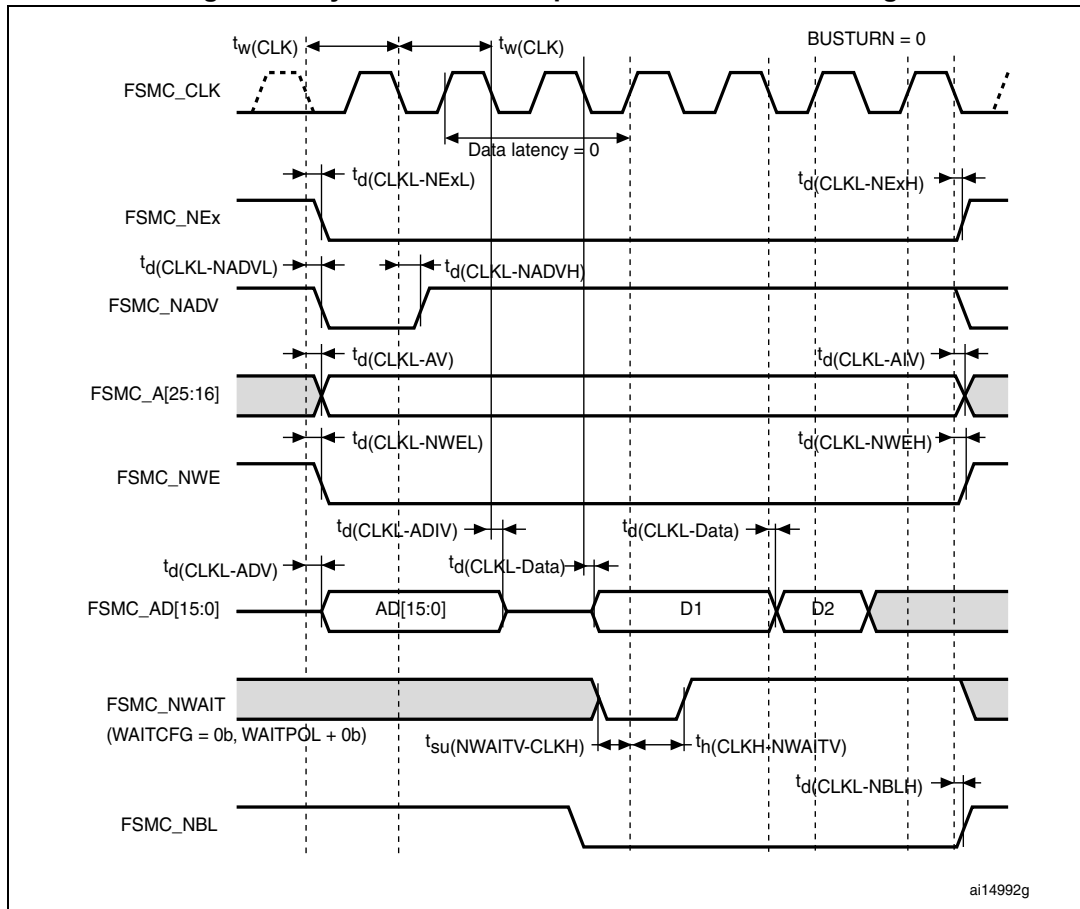 tw(CLK) tw(CLK) BUSTURN = 0
FSMC_CLK
Data latency = 0
td(CLKL-NExL) td(CLKL-NExH)
FSMC_NEx
td(CLKL-NADVL) td(CLKL-NADVH)
FSMC_NADV
td(CLKL-AV) td(CLKL-AIV)
FSMC_A[25:16]
td(CLKL-NWEL) td(CLKL-NWEH)
FSMC_NWE
td(CLKL-ADIV) td(CLKL-Data)
td(CLKL-ADV) td(CLKL-Data)
FSMC_AD[15:0] AD[15:0] D1 D2
FSMC_NWAIT
(WAITCFG = 0b, WAITPOL + 0b) tsu(NWAITV-CLKH) th(CLKH-NWAITV)
td(CLKL-NBLH)
FSMC_NBL
ai14992g